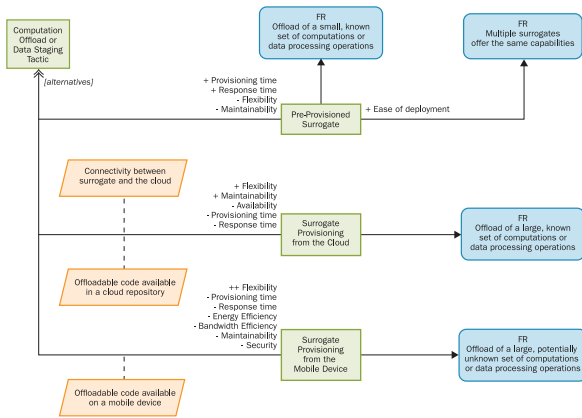 Computation
Offload or
Data Staging
Tactic
[alternatives]
FR
Offload of a small, known
set of computations or
data processing operations
FR
Multiple surrogates
offer the same capabilities
+ Provisioning time
+ Response time
- Flexibility
- Maintainability
Pre-Provisioned
Surrogate
+ Ease of deployment
Connectivity between
surrogate and the cloud
+ Flexibility
+ Maintainability
- Availability
- Provisioning time
- Response time
Surrogate
Provisioning
from the Cloud
FR
Offload of a large, known
set of computations or
data processing operations
Offloadable code available
in a cloud repository
++ Flexibility
- Provisioning time
- Response time
- Energy Efficiency
- Bandwidth Efficiency
- Maintainability
- Security
Surrogate
Provisioning
from the
Mobile Device
FR
Offload of a large, potentially
unknown set of computations
or data processing operations
Offloadable code available
on a mobile device